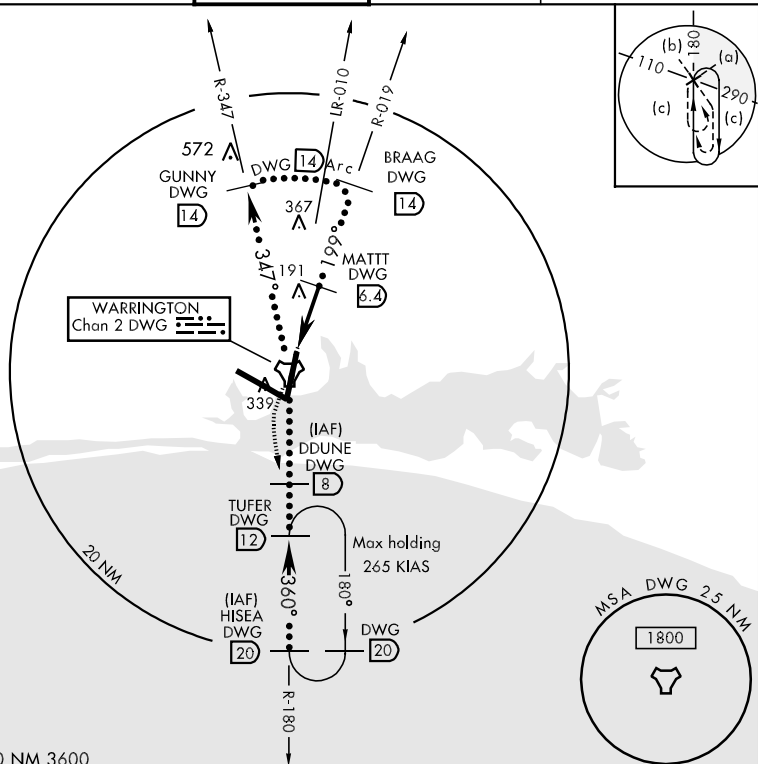 (b)
180
(a)
110
290
(c)
(c)
R-347
LR-010
R-019
572
GUNNY
DWG
14
DWG 14 Arc
BRAAG
DWG
14
367
199°
347°
191
MATTT
DWG
6.4
WARRINGTON
Chan 2 DWG
339
(IAF)
DDUNE
DWG
8
TUFER
DWG
12
Max holding
265 KIAS
360°
180°
20 NM
(IAF)
HISEA
DWG
20
DWG
20
R-180
MSA DWG 25 NM
1800
0 NM 3600